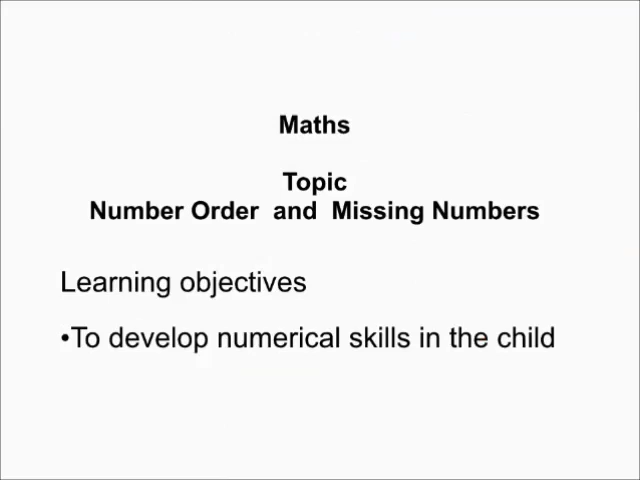 Maths
Topic
Number Order and Missing Numbers
Learning objectives
•To develop numerical skills in the child